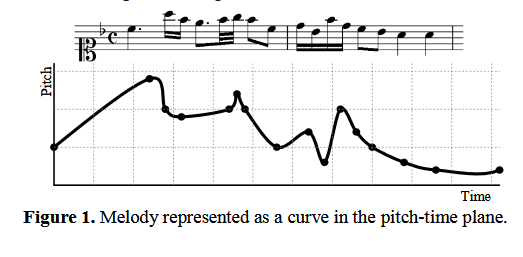 Pitch
Time
Figure 1. Melody represented as a curve in the pitch-time plane.